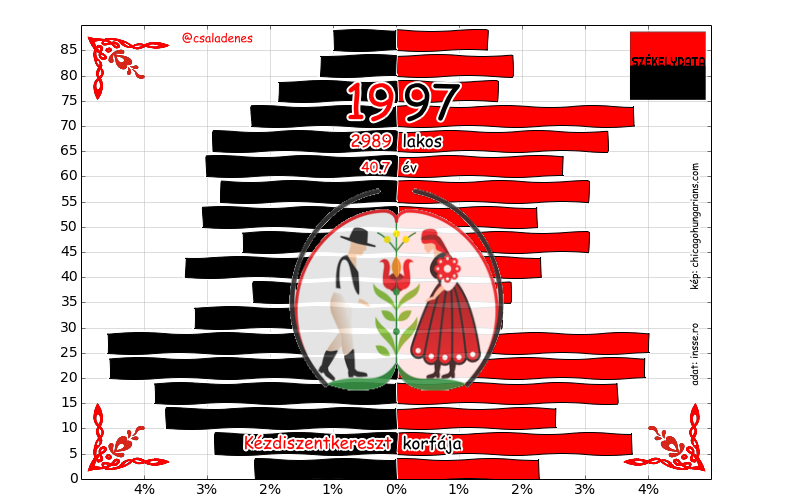 @csaladenes
SZÉKELYDATA
1997
2989 lakos
40.7 év
kép: chicagohungarians.com
adat: insse.ro
Kézdiszentkereszt korfája
85
80
75
70
65
60
55
50
45
40
35
30
25
20
15
10
5
0
4% 3% 2% 1% 0% 1% 2% 3% 4%